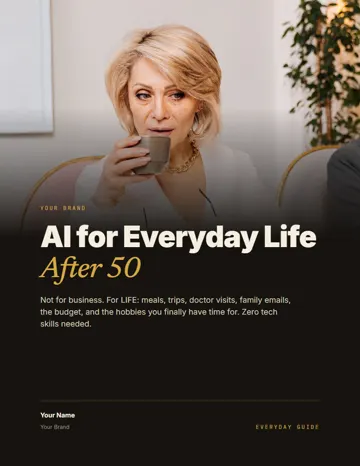 YOUR BRAND
AI for Everyday Life
After 50
Not for business. For LIFE: meals, trips, doctor visits, family emails,
the budget, and the hobbies you finally have time for. Zero tech
skills needed.
Your Name
Your Brand
EVERYDAY GUIDE